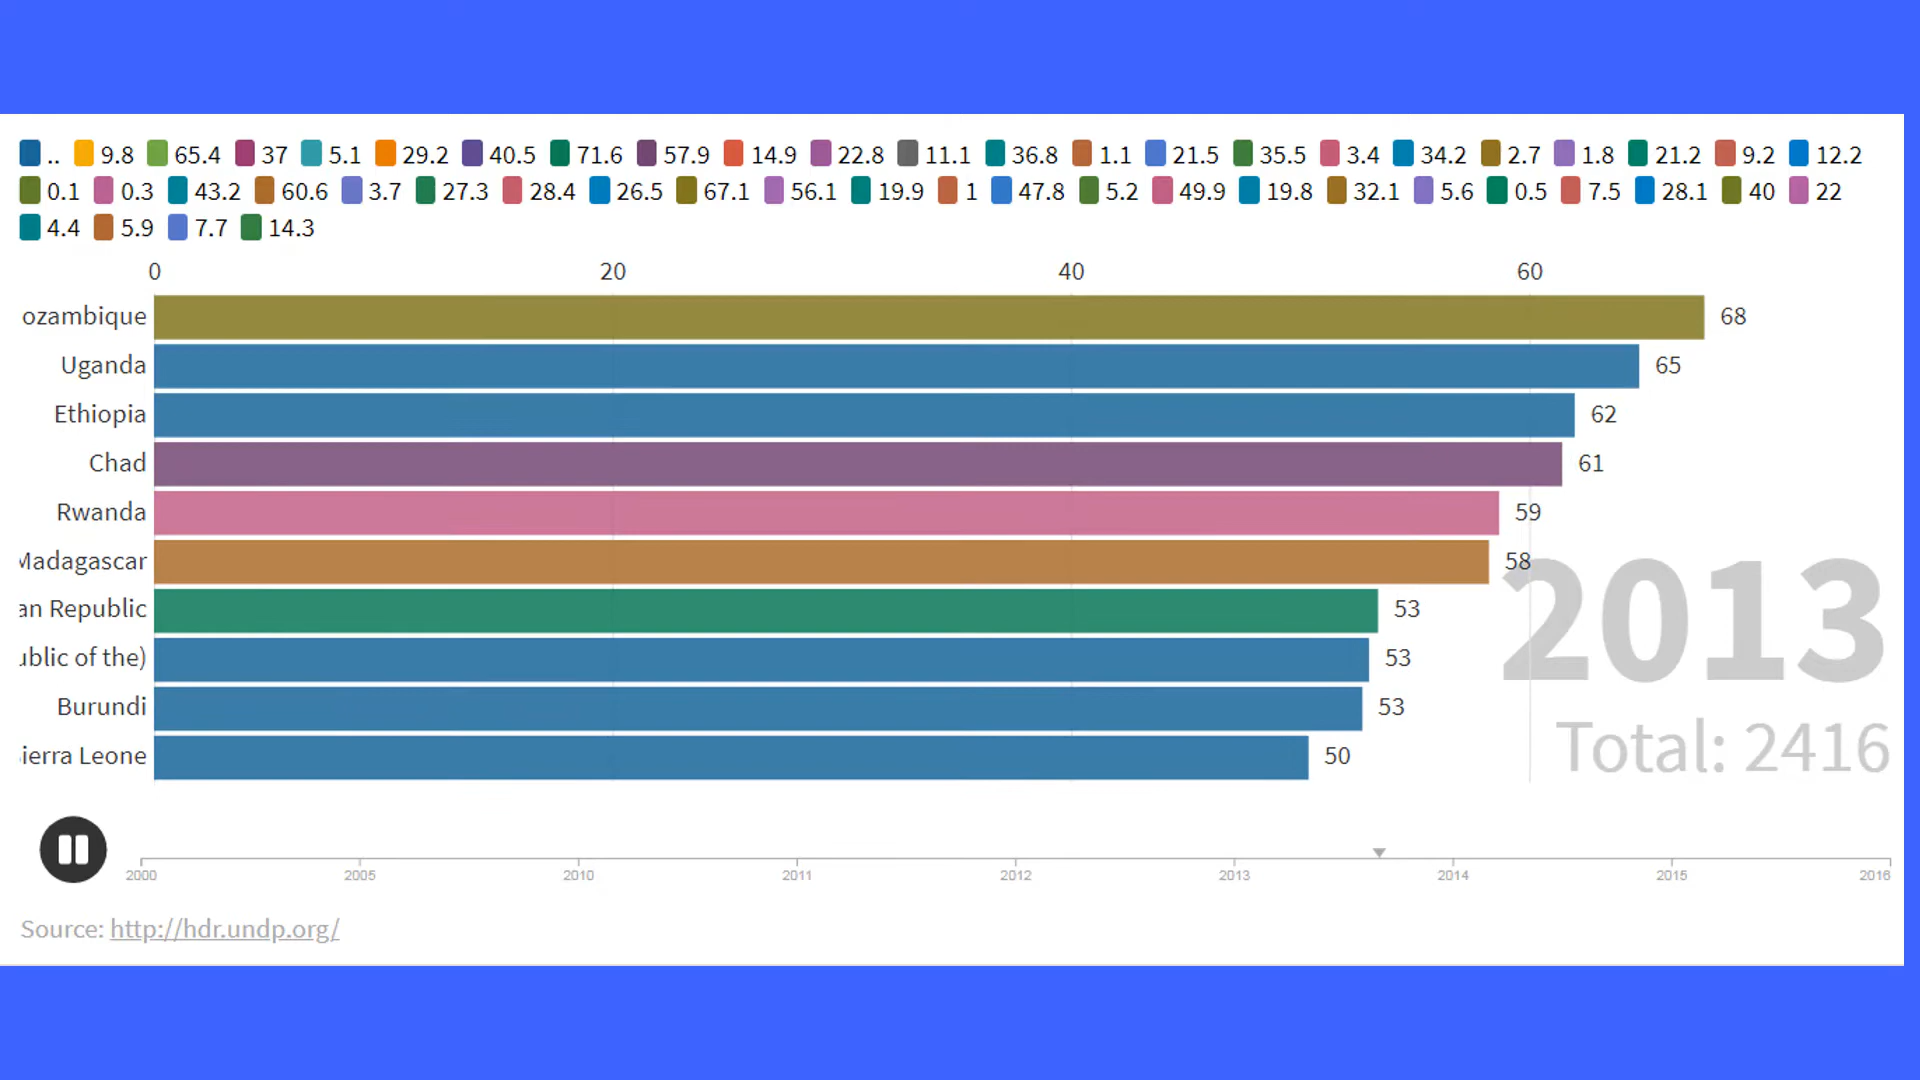 .. 9.8 65.4 37 5.1 29.2 40.5 71.6 57.9 14.9 22.8 11.1 36.8 1.1 21.5 35.5 3.4 34.2 2.7 1.8 21.2 9.2 12.2
0.1 0.3 43.2 60.6 3.7 27.3 28.4 26.5 67.1 56.1 19.9 1 47.8 5.2 49.9 19.8 32.1 5.6 0.5 7.5 28.1 40 22
4.4 5.9 7.7 14.3
0 20 40 60
ozambique 68
Uganda 65
Ethiopia 62
Chad 61
Rwanda 59
Madagascar 58
an Republic 53
ublic of the) 53
Burundi 53
ierra Leone 50
2013
Total: 2416
2000 2005 2010 2011 2012 2013 2014 2015 2016
Source: http://hdr.undp.org/